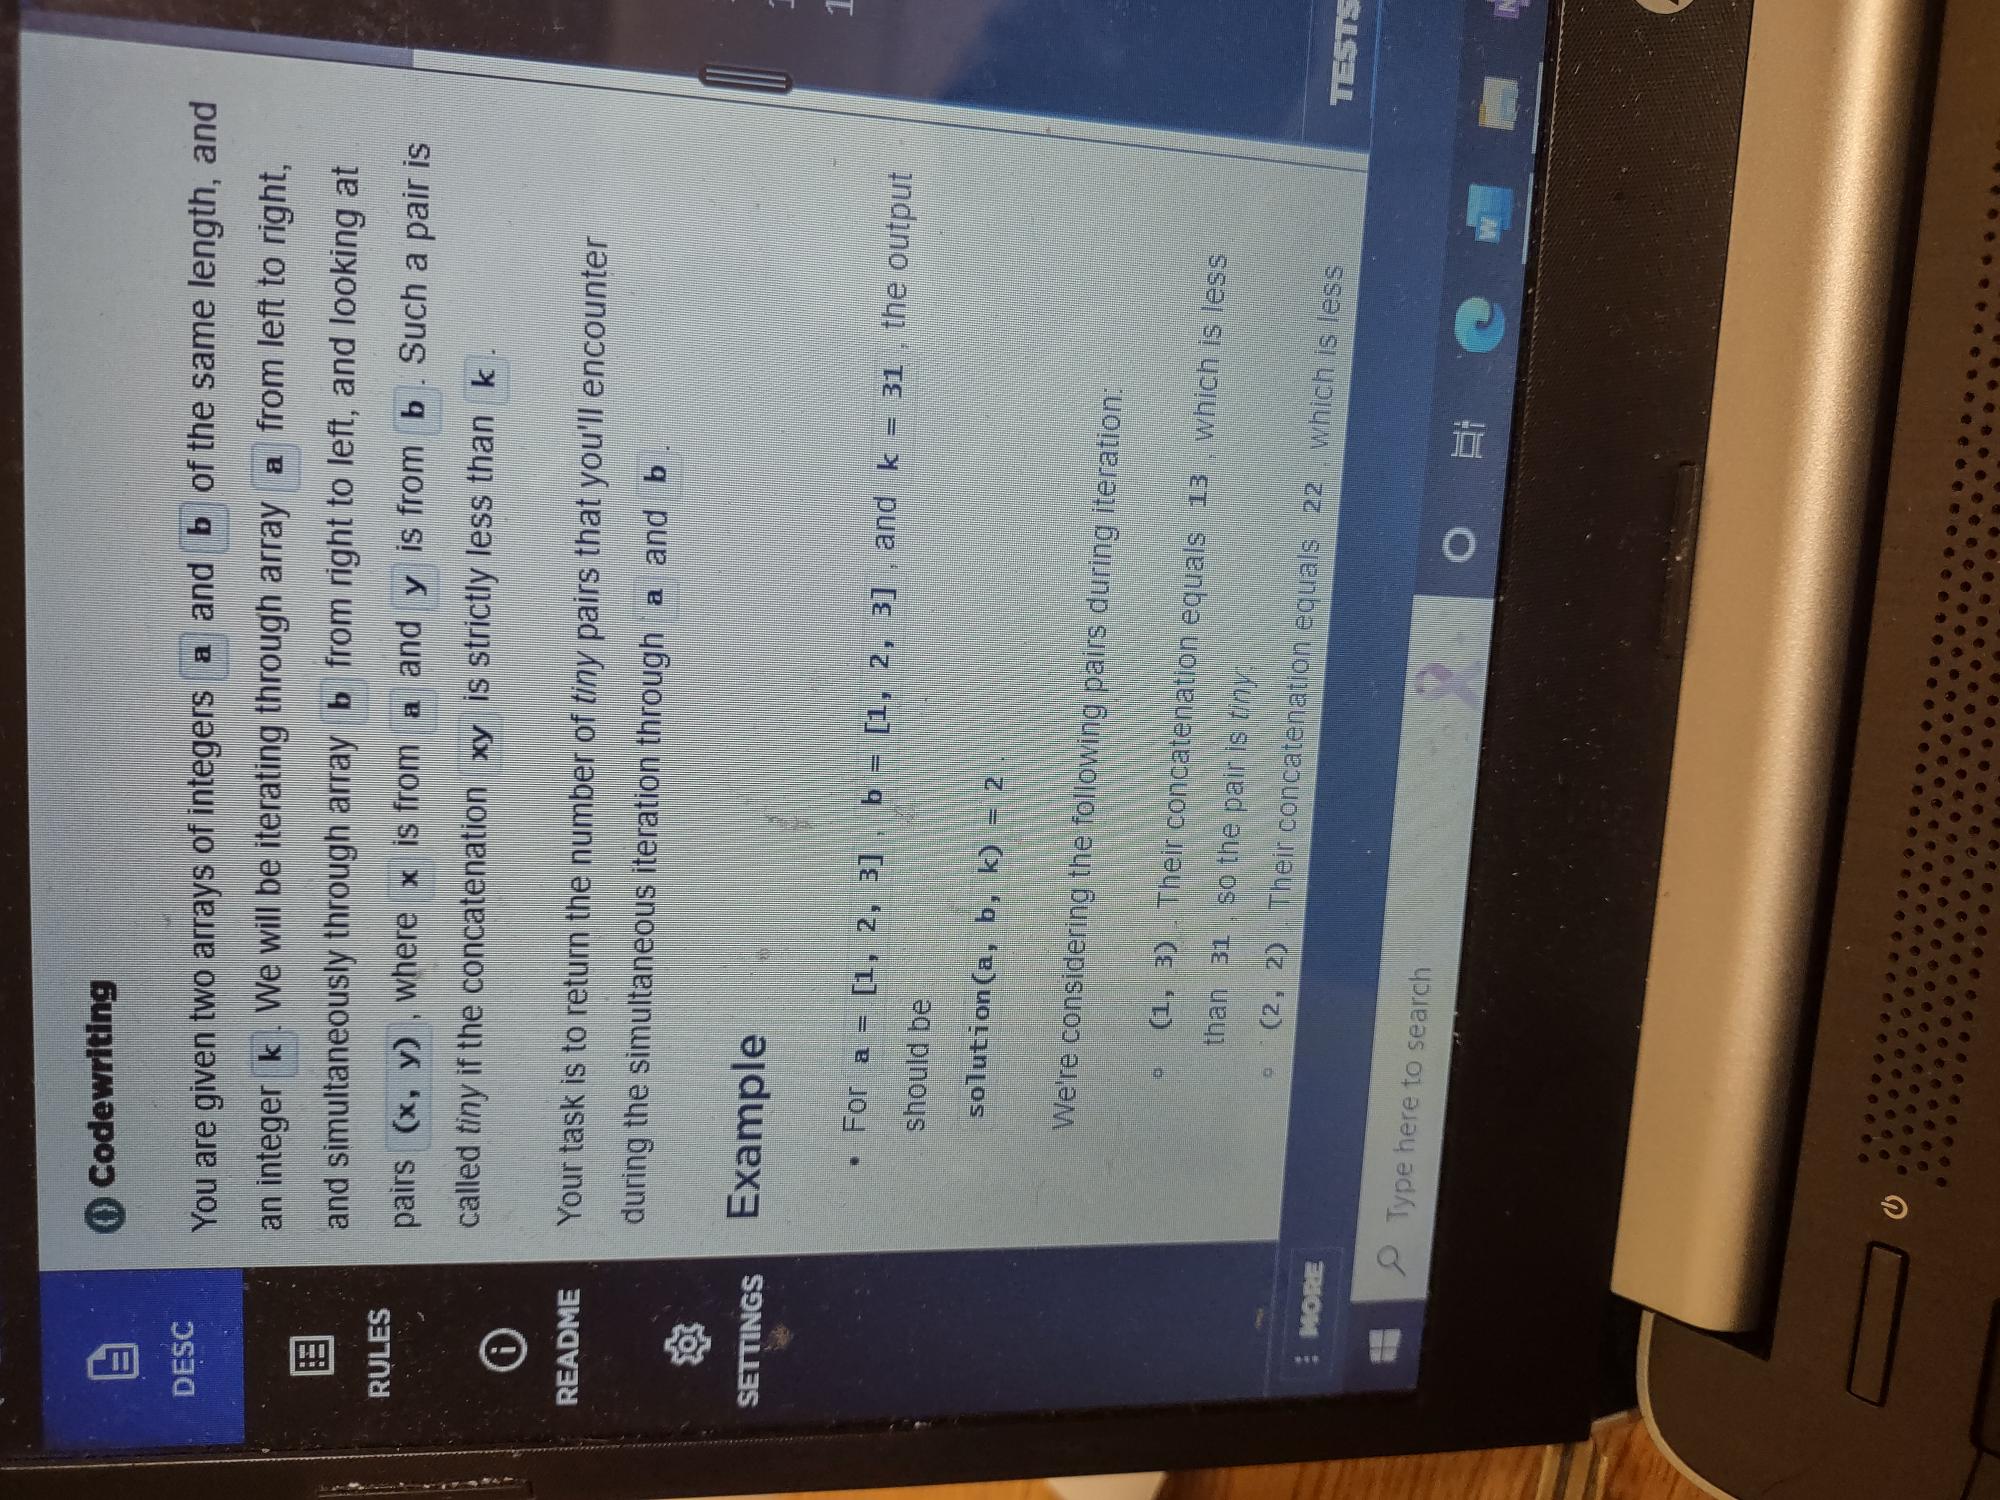 Codewriting
DESC
You are given two arrays of integers a and b of the same length, and
an integer k. We will be iterating through array a from left to right,
and simultaneously through array b from right to left, and looking at
pairs (x, y), where x is from a and y is from b. Such a pair is
called tiny if the concatenation xy is strictly less than k.
RULES
README
Your task is to return the number of tiny pairs that you'll encounter
during the simultaneous iteration through a and b.
SETTINGS
Example
• For a = [1, 2, 3], b = [1, 2, 3], and k = 31, the output
should be
solution(a, b, k) = 2.
We're considering the following pairs during iteration:
◦ (1, 3). Their concatenation equals 13, which is less
than 31, so the pair is tiny;
◦ (2, 2). Their concatenation equals 22, which is less
MORE
TESTS
Type here to search